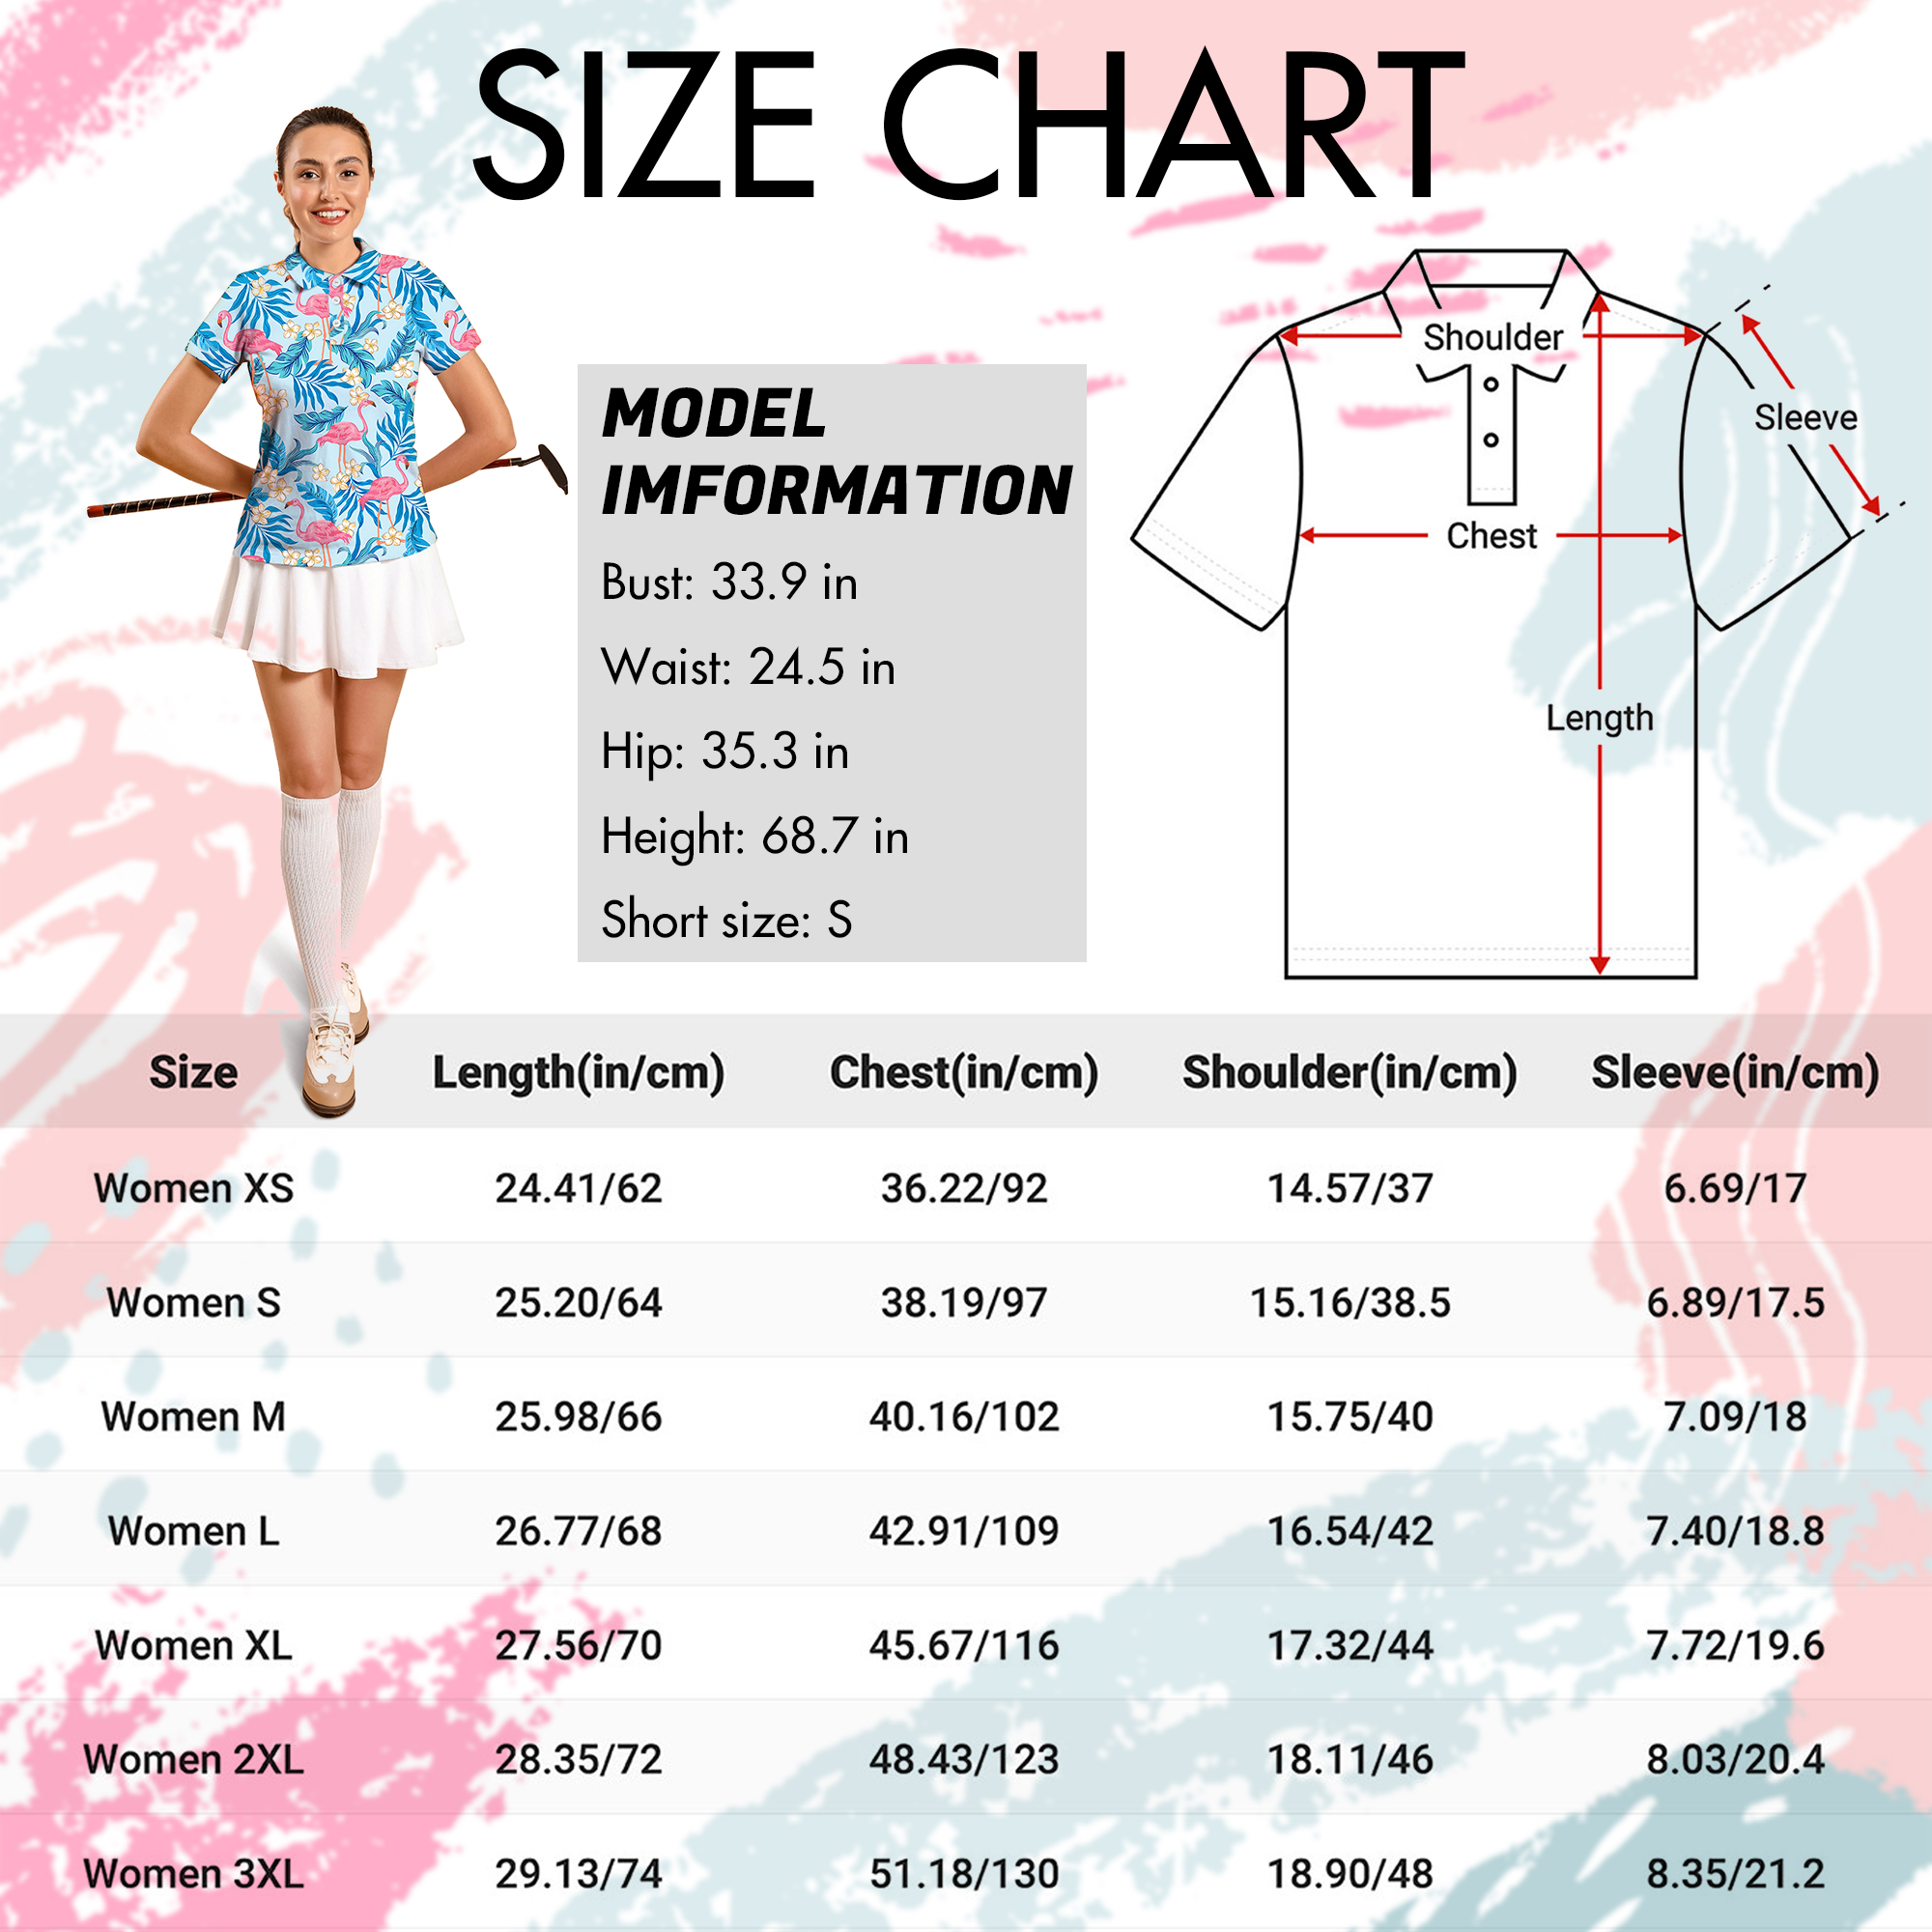 SIZE CHART
MODEL
IMFORMATION
Bust: 33.9 in
Waist: 24.5 in
Hip: 35.3 in
Height: 68.7 in
Short size: S
Shoulder
Sleeve
Chest
Length
Size Length(in/cm) Chest(in/cm) Shoulder(in/cm) Sleeve(in/cm)
Women XS 24.41/62 36.22/92 14.57/37 6.69/17
Women S 25.20/64 38.19/97 15.16/38.5 6.89/17.5
Women M 25.98/66 40.16/102 15.75/40 7.09/18
Women L 26.77/68 42.91/109 16.54/42 7.40/18.8
Women XL 27.56/70 45.67/116 17.32/44 7.72/19.6
Women 2XL 28.35/72 48.43/123 18.11/46 8.03/20.4
Women 3XL 29.13/74 51.18/130 18.90/48 8.35/21.2